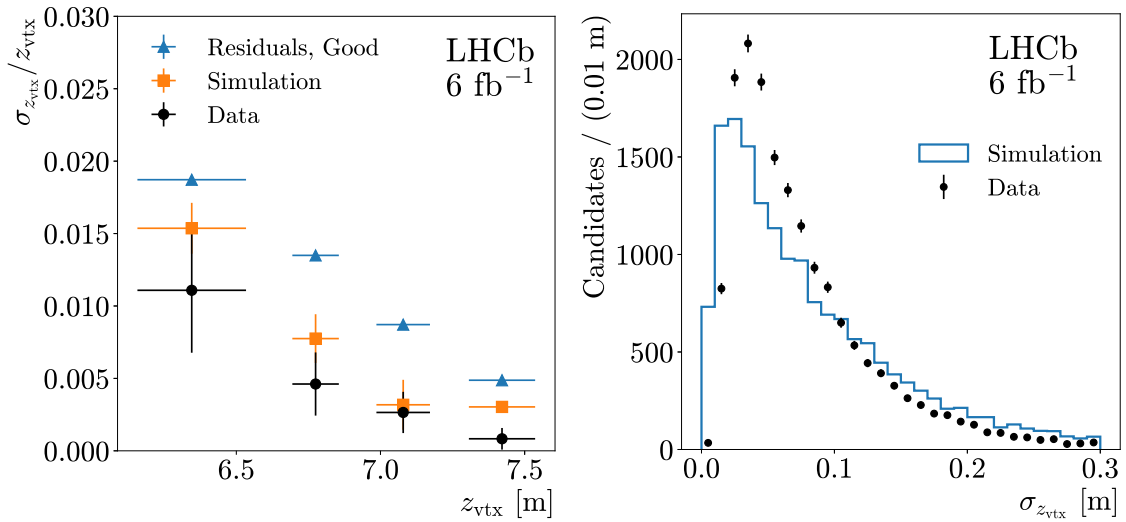 σ_{z_vtx}/z_vtx
0.030
0.025
0.020
0.015
0.010
0.005
0.000
6.5
7.0
7.5
z_vtx [m]
Residuals, Good
Simulation
Data
LHCb
6 fb⁻¹
Candidates / (0.01 m)
2000
1500
1000
500
0
0.0
0.1
0.2
0.3
σ_{z_vtx} [m]
LHCb
6 fb⁻¹
Simulation
Data